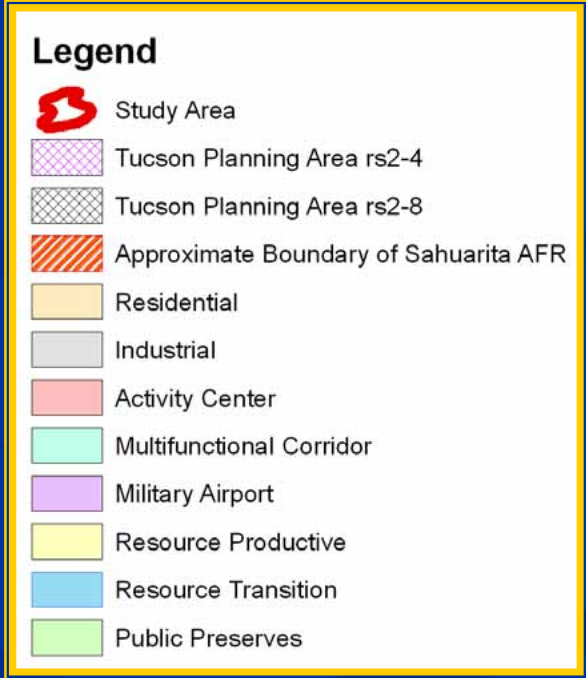 Legend
Study Area
Tucson Planning Area rs2-4
Tucson Planning Area rs2-8
Approximate Boundary of Sahuarita AFR
Residential
Industrial
Activity Center
Multifunctional Corridor
Military Airport
Resource Productive
Resource Transition
Public Preserves